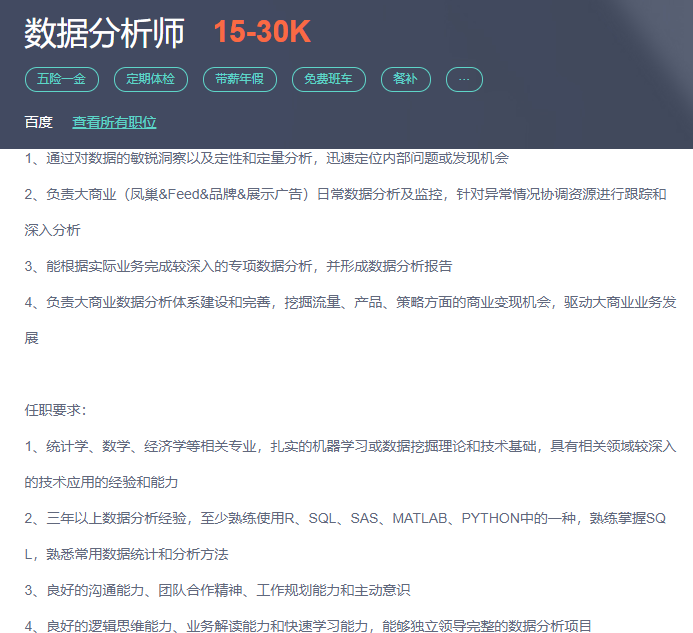 数据分析师 15-30K
五险一金 定期体检 带薪年假 免费班车 餐补 ...
百度 查看所有职位
1、通过对数据的敏锐洞察以及定性和定量分析，迅速定位内部问题或发现机会
2、负责大商业（凤巢&Feed&品牌&展示广告）日常数据分析及监控，针对异常情况协调资源进行跟踪和
深入分析
3、能根据实际业务完成较深入的专项数据分析，并形成数据分析报告
4、负责大商业数据分析体系建设和完善，挖掘流量、产品、策略方面的商业变现机会，驱动大商业业务发
展
任职要求：
1、统计学、数学、经济学等相关专业，扎实的机器学习或数据挖掘理论和技术基础，具有相关领域较深入
的技术应用的经验和能力
2、三年以上数据分析经验，至少熟练使用R、SQL、SAS、MATLAB、PYTHON中的一种，熟练掌握SQ
L，熟悉常用数据统计和分析方法
3、良好的沟通能力、团队合作精神、工作规划能力和主动意识
4、良好的逻辑思维能力、业务解读能力和快速学习能力，能够独立领导完整的数据分析项目